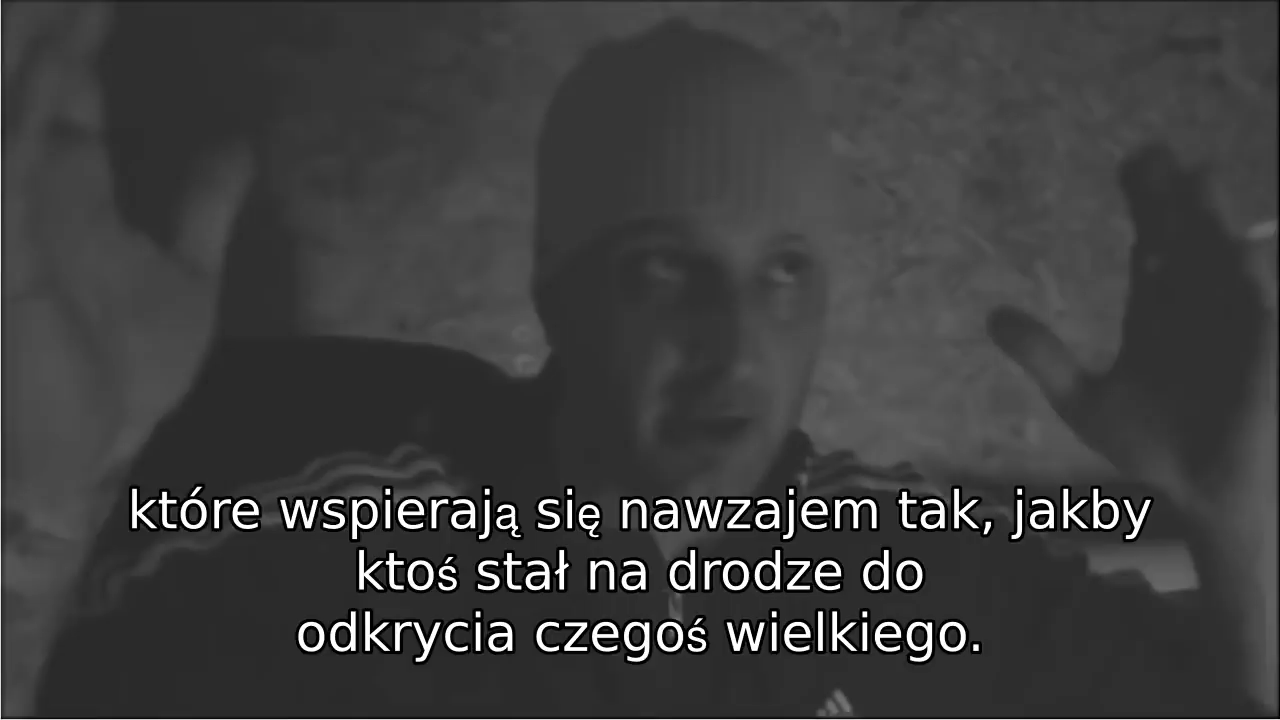 które wspierają się nawzajem tak, jakby
ktoś stał na drodze do
odkrycia czegoś wielkiego.